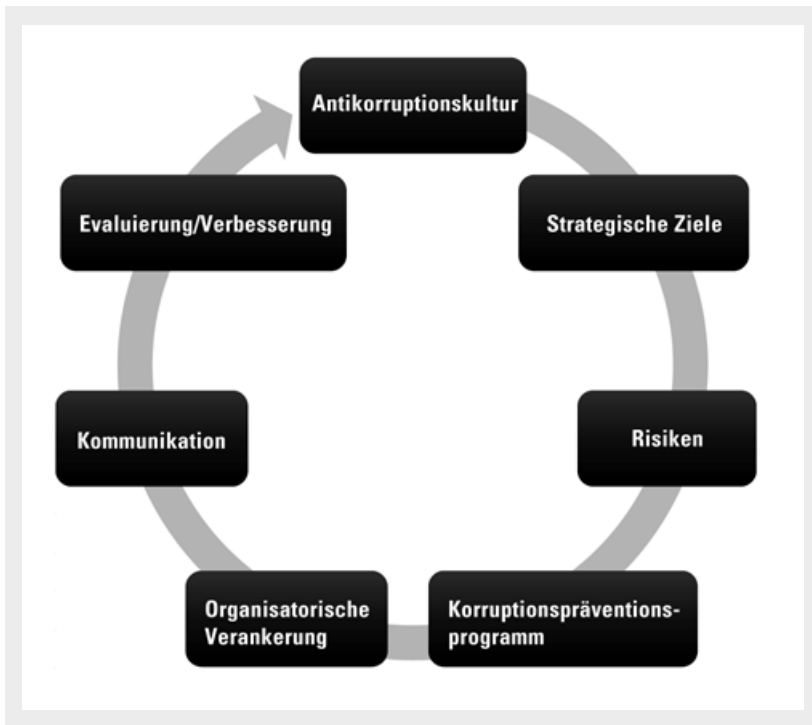 Antikorruptionskultur
Strategische Ziele
Risiken
Korruptionspräventions-
programm
Organisatorische
Verankerung
Kommunikation
Evaluierung/Verbesserung